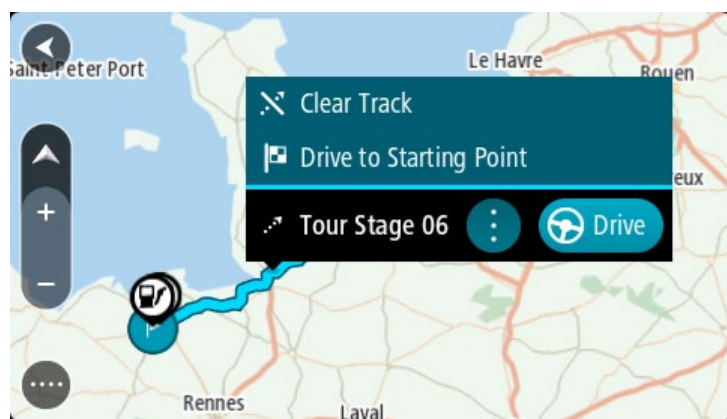 Le Havre
Saint Peter Port
Rouen
Clear Track
Drive to Starting Point
eux
Tour Stage 06
Drive
+
−
Rennes
Laval